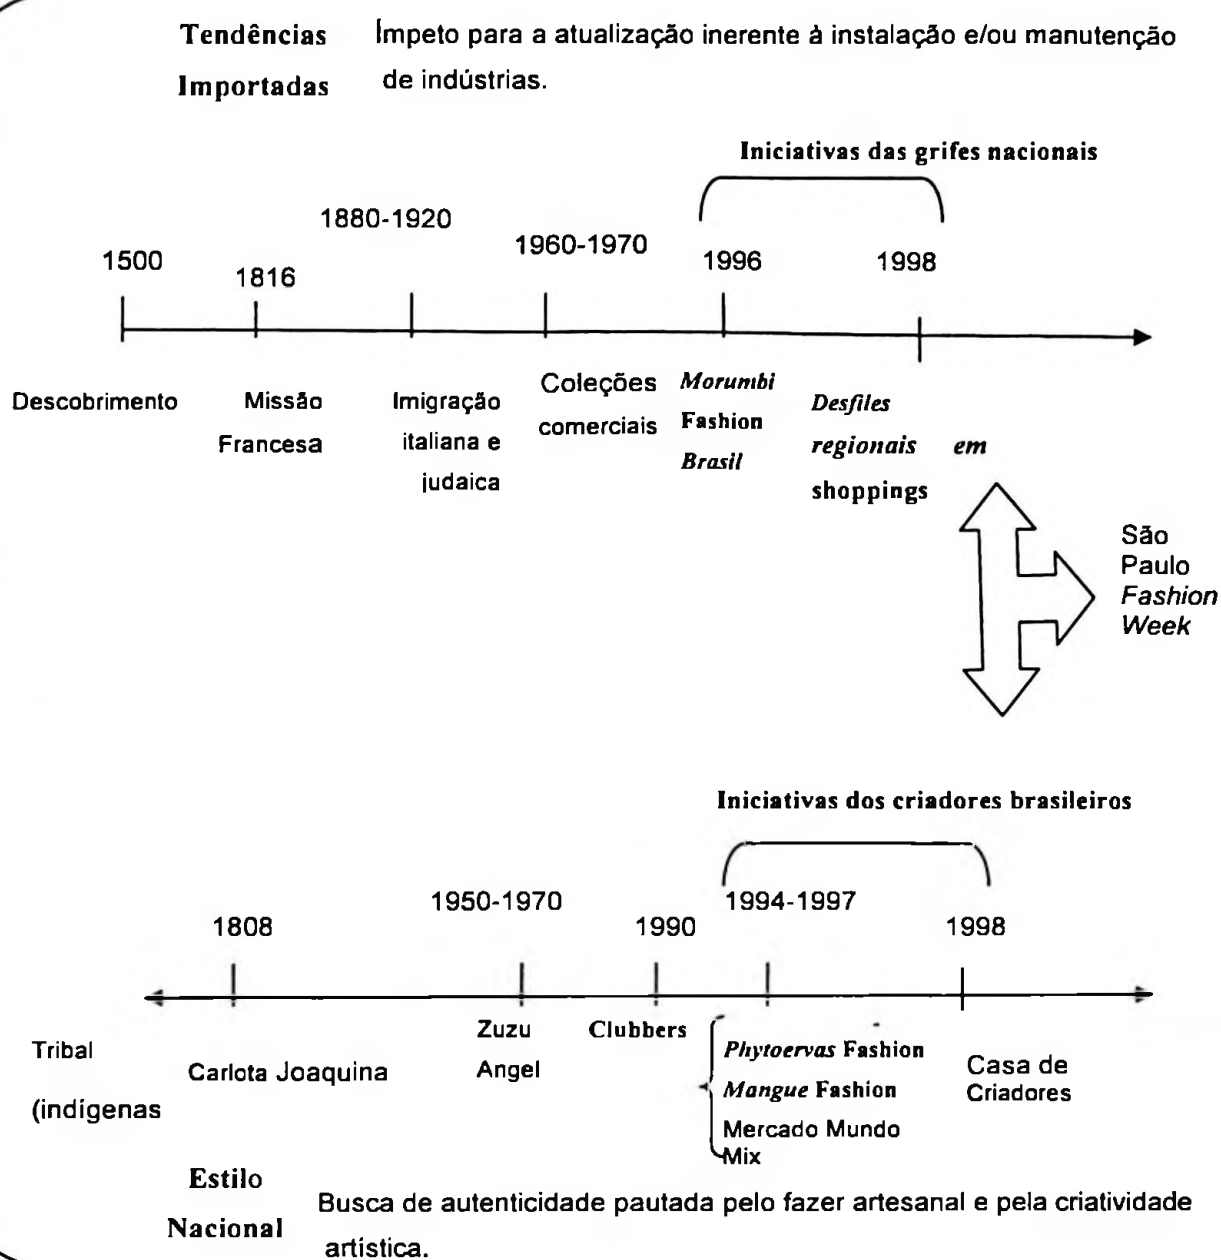 Tendências Ímpeto para a atualização inerente à instalação e/ou manutenção
Importadas de indústrias.
Iniciativas das grifes nacionais
1500 1816 1880-1920 1960-1970 1996 1998
Descobrimento
Missão
Francesa
Imigração
italiana e
judaica
Coleções
comerciais
Morumbi
Fashion
Brasil
Desfiles
regionais em
shoppings
São
Paulo
Fashion
Week
Iniciativas dos criadores brasileiros
1808 1950-1970 1990 1994-1997 1998
Tribal
(indígenas
Carlota Joaquina
Zuzu
Angel
Clubbers
Phytoervas Fashion
Mangue Fashion
Mercado Mundo
Mix
Casa de
Criadores
Estilo
Nacional
Busca de autenticidade pautada pelo fazer artesanal e pela criatividade
artística.